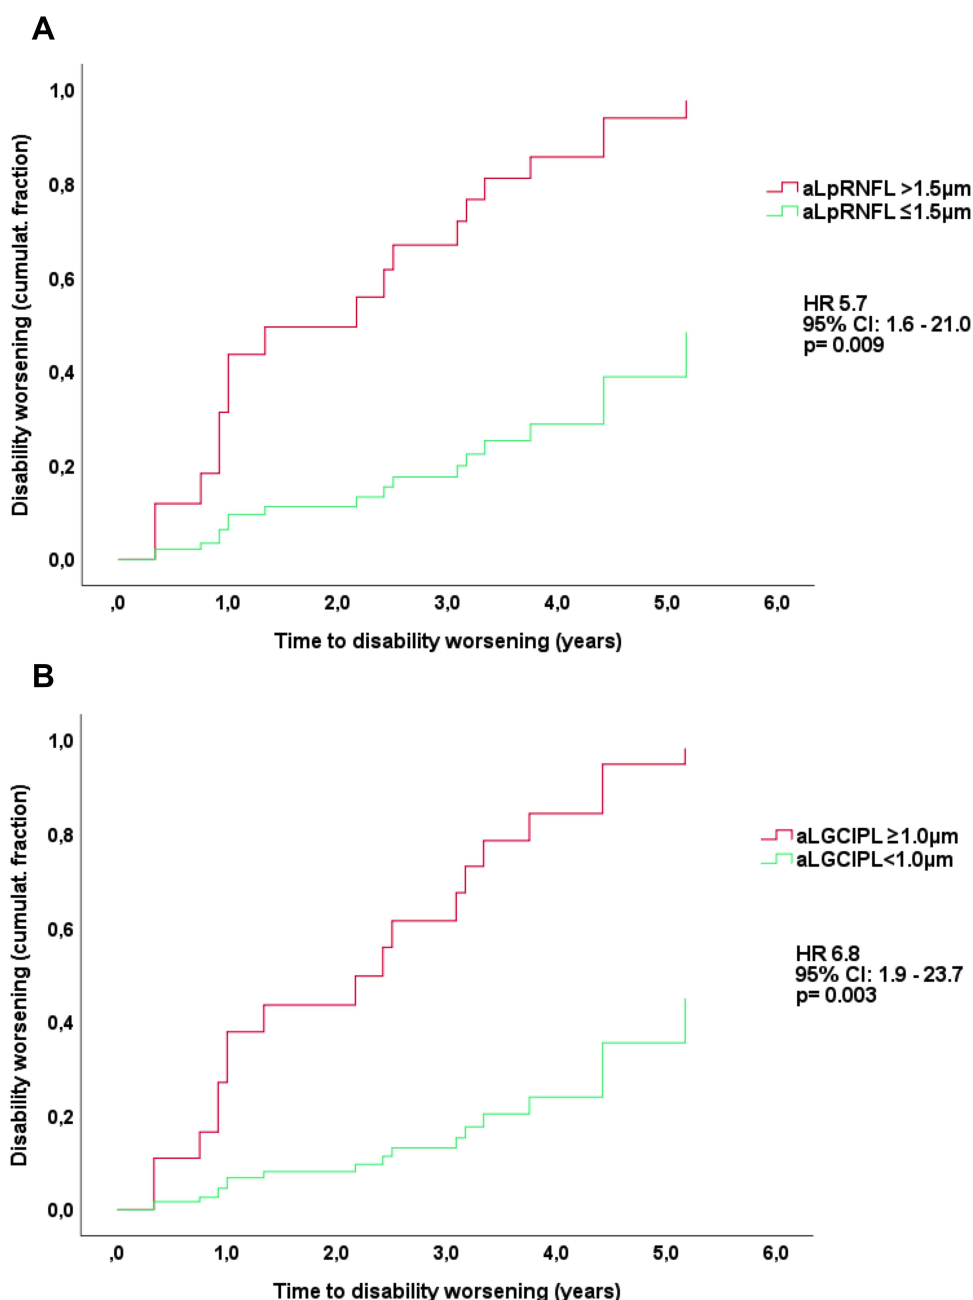 A
1,0
0,8
0,6
0,4
0,2
0,0
Disability worsening (cumulat. fraction)
,0 1,0 2,0 3,0 4,0 5,0 6,0
Time to disability worsening (years)
aLpRNFL >1.5µm
aLpRNFL ≤1.5µm
HR 5.7
95% CI: 1.6 - 21.0
p= 0.009
B
1,0
0,8
0,6
0,4
0,2
0,0
Disability worsening (cumulat. fraction)
,0 1,0 2,0 3,0 4,0 5,0 6,0
Time to disability worsening (years)
aLGCIPL ≥1.0µm
aLGCIPL<1.0µm
HR 6.8
95% CI: 1.9 - 23.7
p= 0.003